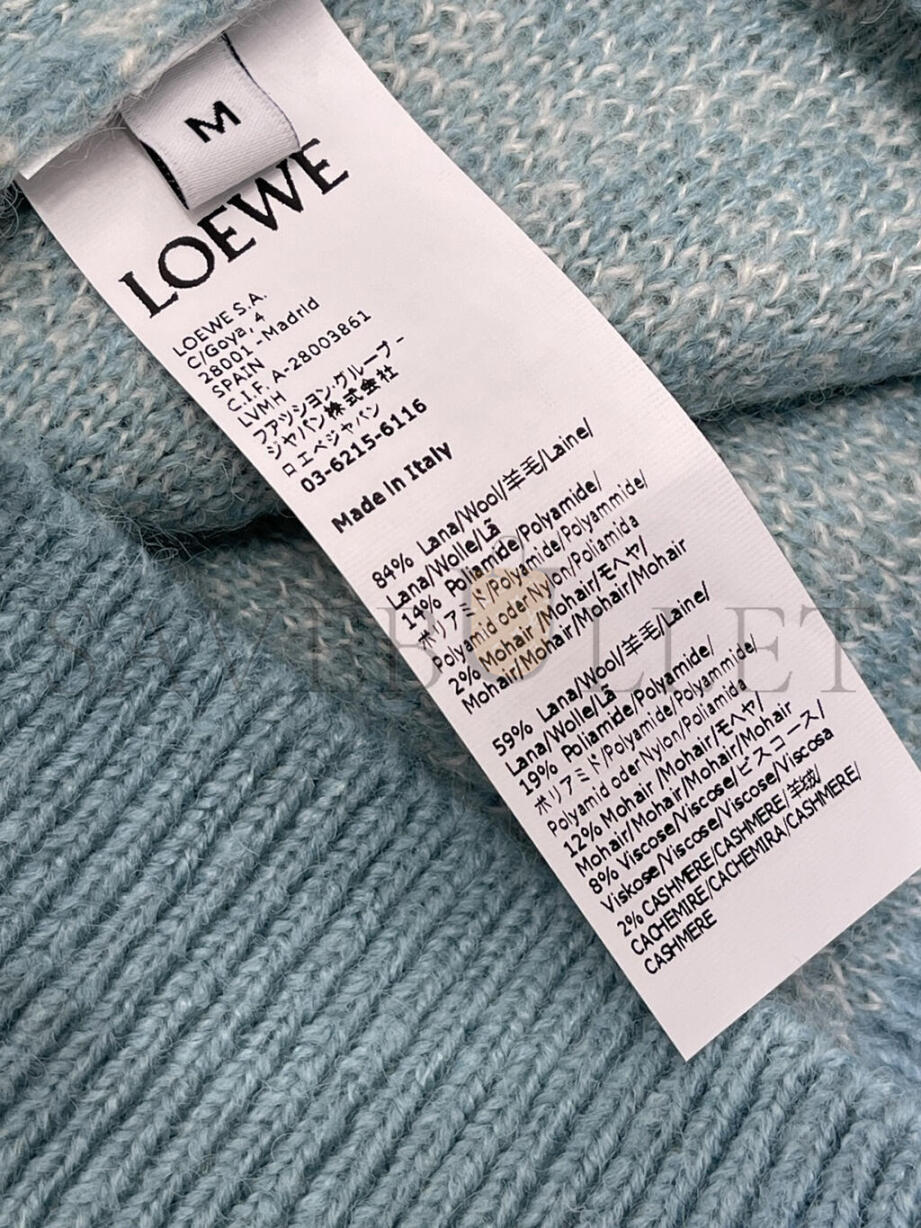 M
LOEWE
LOEWE S.A.
C/Goya, 4
28001 -Madrid
SPAIN
C.I.F. A-28003861
LVMH
ファッション・グループ -
ジャパン株式会社
ロエベジャパン
03-6215-6116
Made in Italy
84% Lana/Wool/羊毛/Laine/
Lana/Wolle/Lã
14% Poliamide/Polyamide/
ポリアミド/Polyamide/Polyammide/
Polyamid oderNylon/Poliamida
2% Mohair/Mohair/モヘヤ/
Mohair/Mohair/Mohair/Mohair
59% Lana/Wool/羊毛/Laine/
Lana/Wolle/Lã
19% Poliamide/Polyamide/
ポリアミド/Polyamide/Polyammide/
Polyamid oderNylon/Poliamida
12% Mohair/Mohair/モヘヤ/
Mohair/Mohair/Mohair/Mohair
8% Viscose/Viscose/ビスコース/
Viskose/Viscose/Viscose/Viscosa
2% CASHMERE/CASHMERE/羊绒/
CACHEMIRE/CACHEMIRA/CASHMERE/
CASHMERE
SAVEBULLET